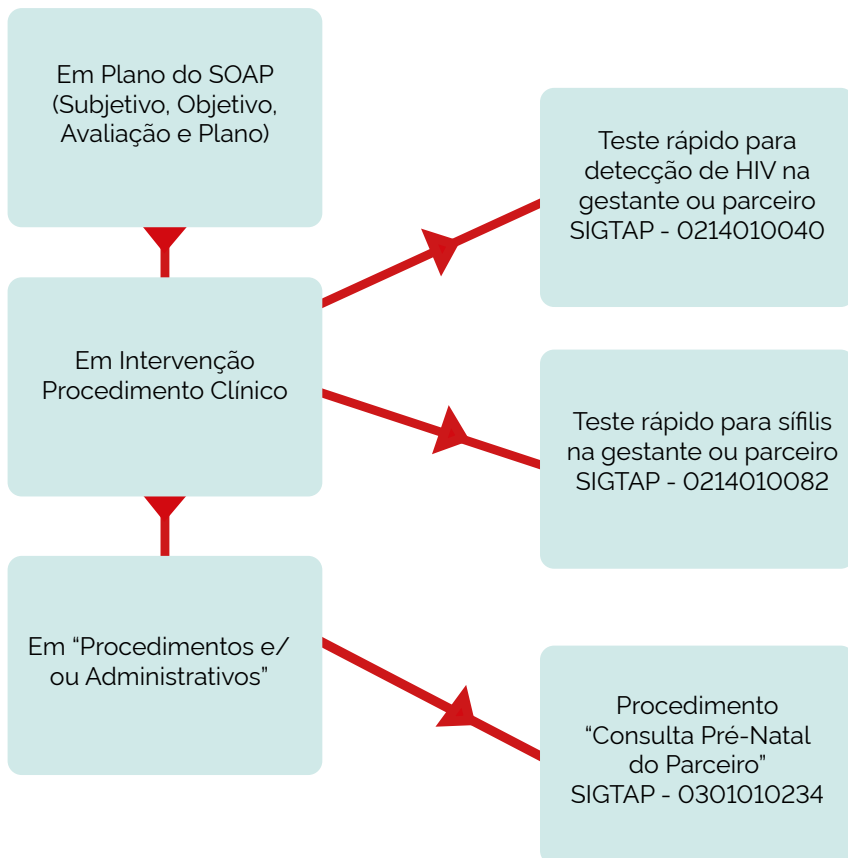 Em Plano do SOAP
(Subjetivo, Objetivo,
Avaliação e Plano)
Em Intervenção
Procedimento Clínico
Em “Procedimentos e/
ou Administrativos”
Teste rápido para
detecção de HIV na
gestante ou parceiro
SIGTAP - 0214010040
Teste rápido para sífilis
na gestante ou parceiro
SIGTAP - 0214010082
Procedimento
“Consulta Pré-Natal
do Parceiro”
SIGTAP - 0301010234